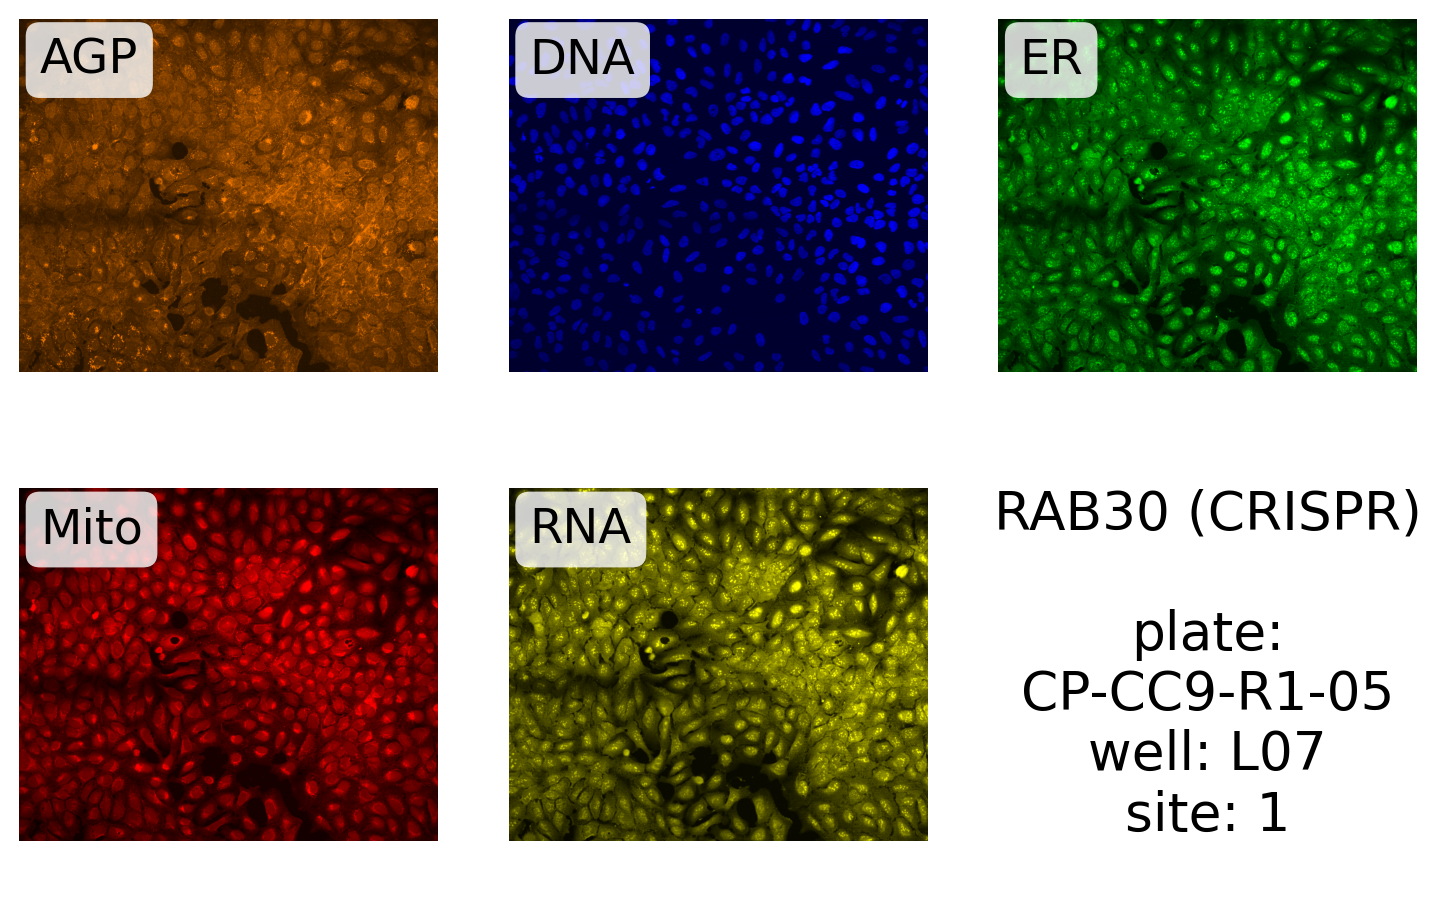 AGP
DNA
ER
Mito
RNA
RAB30 (CRISPR)
plate:
CP-CC9-R1-05
well: L07
site: 1